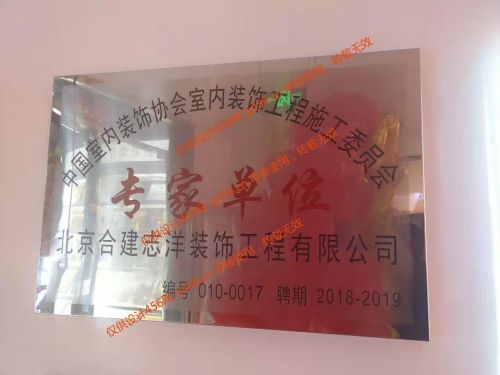 中国室内装饰协会室内装饰工程施工委员会
专家单位
北京合建志洋装饰工程有限公司
编号 010-0017 聘期 2018-2019